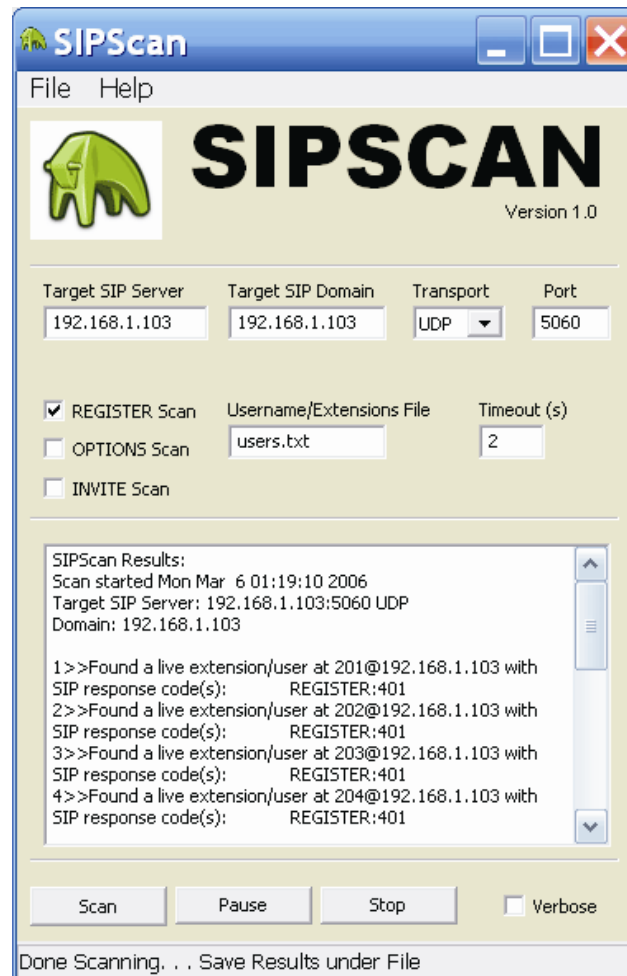 SIPScan
File Help
SIPSCAN
Version 1.0
Target SIP Server Target SIP Domain Transport Port
192.168.1.103 192.168.1.103 UDP 5060
REGISTER Scan Username/Extensions File Timeout (s)
OPTIONS Scan users.txt 2
INVITE Scan
SIPScan Results:
Scan started Mon Mar 6 01:19:10 2006
Target SIP Server: 192.168.1.103:5060 UDP
Domain: 192.168.1.103
1>>Found a live extension/user at 201@192.168.1.103 with
SIP response code(s): REGISTER:401
2>>Found a live extension/user at 202@192.168.1.103 with
SIP response code(s): REGISTER:401
3>>Found a live extension/user at 203@192.168.1.103 with
SIP response code(s): REGISTER:401
4>>Found a live extension/user at 204@192.168.1.103 with
SIP response code(s): REGISTER:401
Scan Pause Stop Verbose
Done Scanning. . . Save Results under File